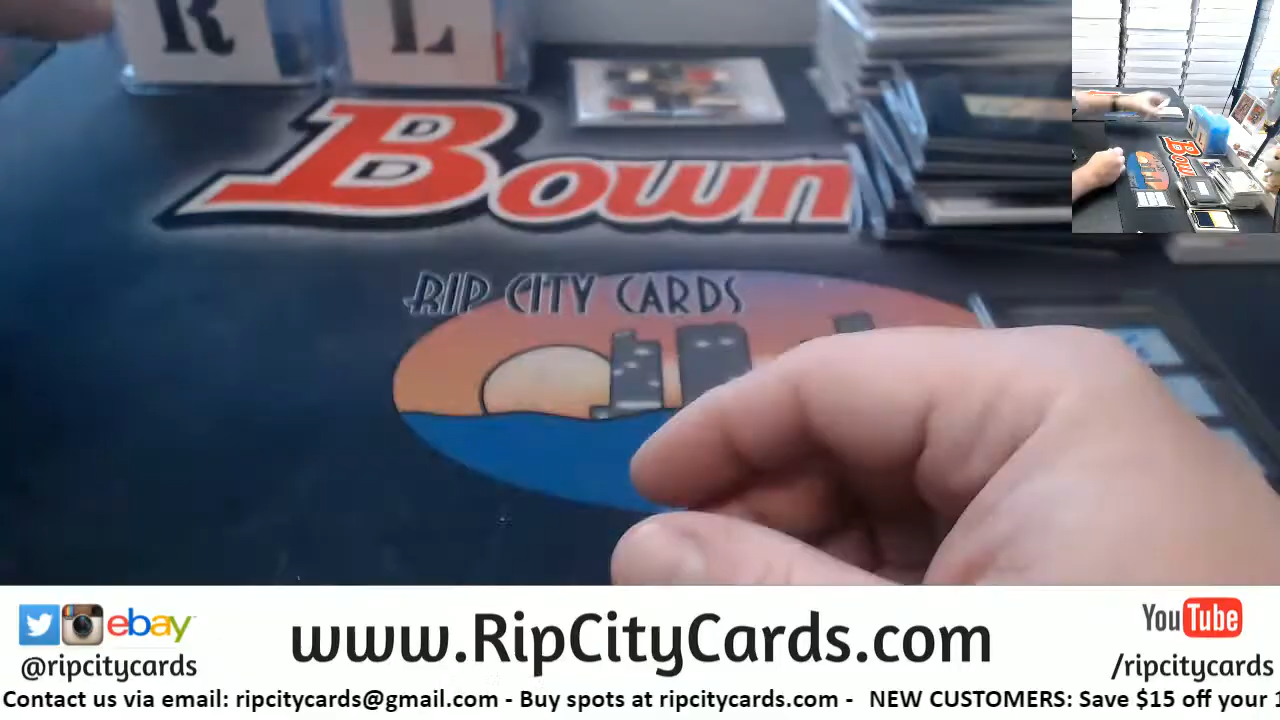 R L
Bown
RIP CITY CARDS
ebay
@ripcitycards
www.RipCityCards.com
YouTube
/ripcitycards
Contact us via email: ripcitycards@gmail.com - Buy spots at ripcitycards.com - NEW CUSTOMERS: Save $15 off your